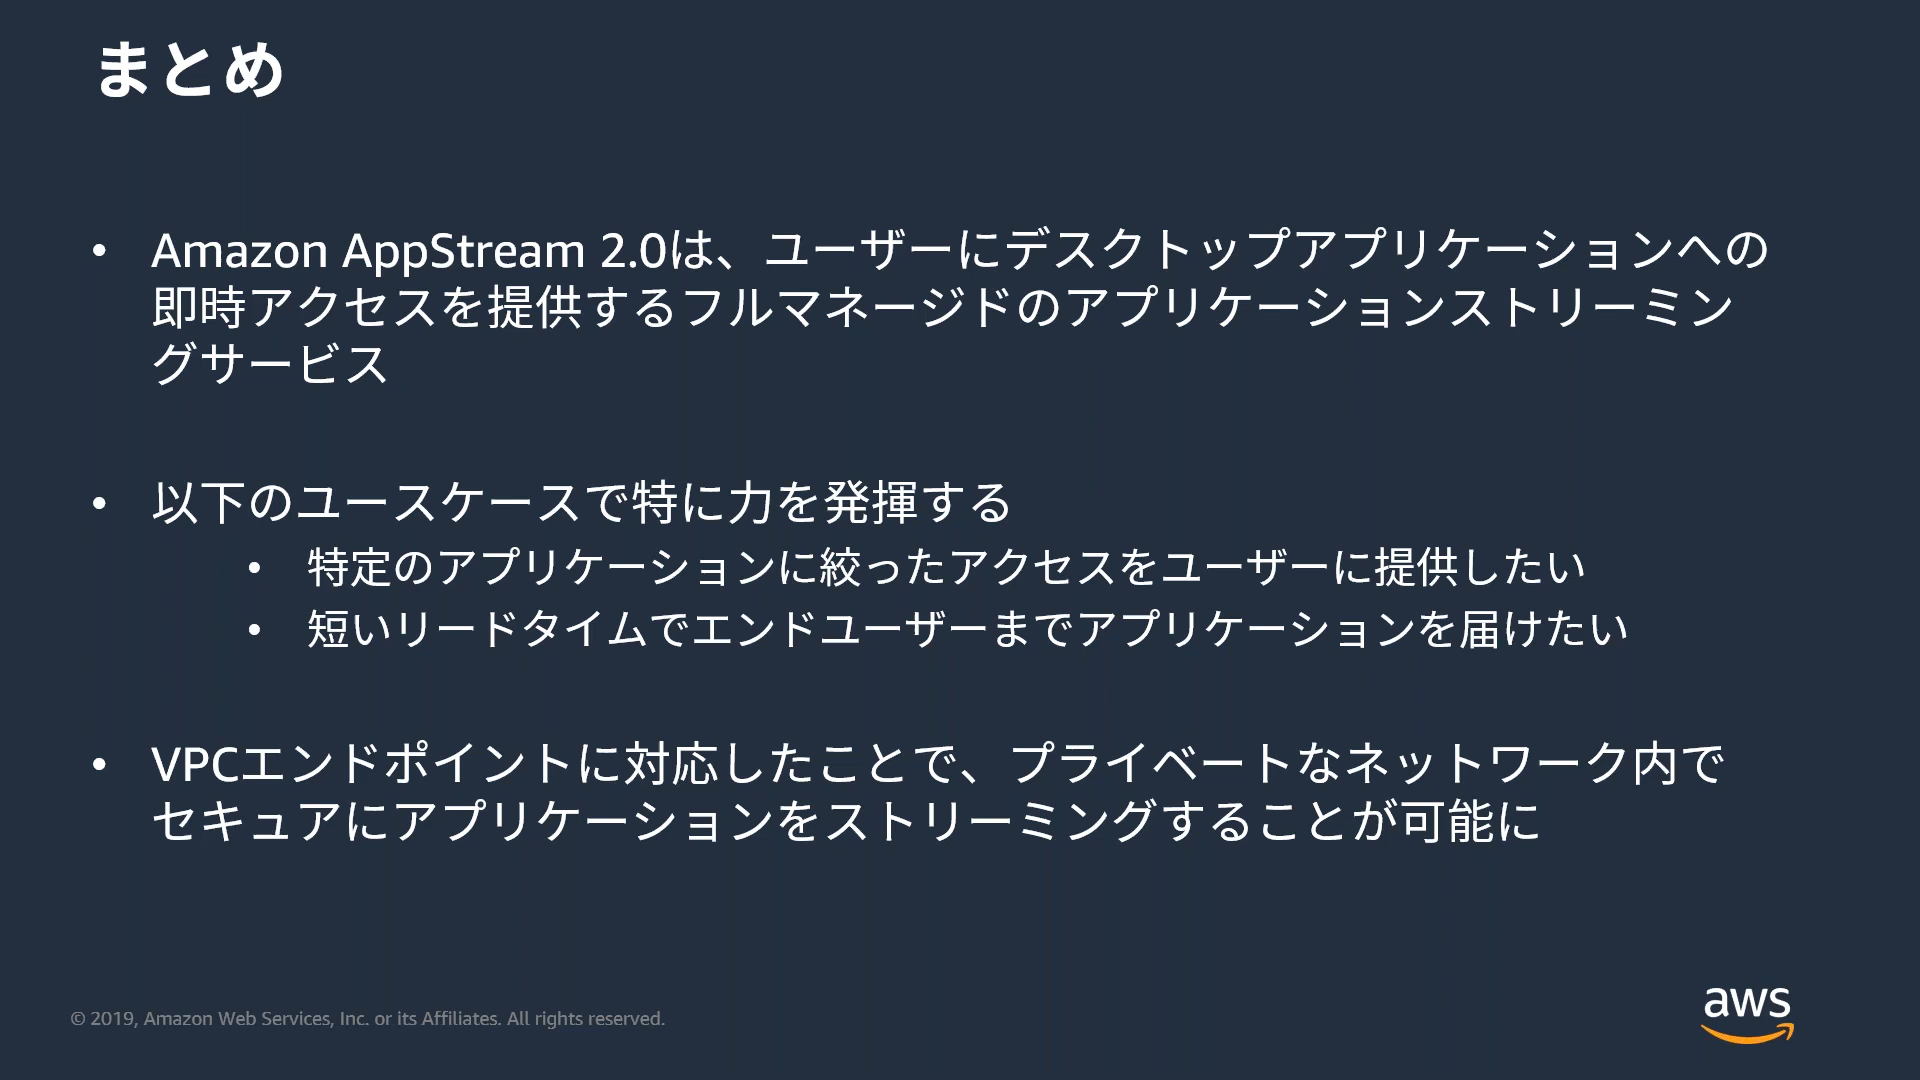 まとめ
• Amazon AppStream 2.0は、ユーザーにデスクトップアプリケーションへの
即時アクセスを提供するフルマネージドのアプリケーションストリーミン
グサービス
• 以下のユースケースで特に力を発揮する
• 特定のアプリケーションに絞ったアクセスをユーザーに提供したい
• 短いリードタイムでエンドユーザーまでアプリケーションを届けたい
• VPCエンドポイントに対応したことで、プライベートなネットワーク内で
セキュアにアプリケーションをストリーミングすることが可能に
© 2019, Amazon Web Services, Inc. or its Affiliates. All rights reserved.
aws